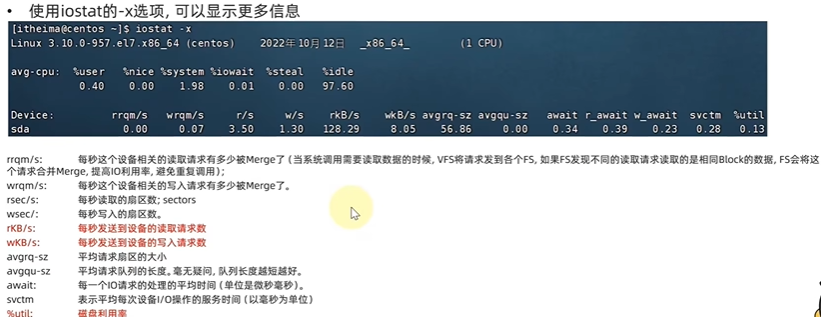 • 使用iostat的-x选项, 可以显示更多信息
[itheima@centos ~]$ iostat -x
Linux 3.10.0-957.el7.x86_64 (centos) 2022年10月12日 _x86_64_ (1 CPU)
avg-cpu: %user %nice %system %iowait %steal %idle
0.40 0.00 1.98 0.01 0.00 97.60
Device: rrqm/s wrqm/s r/s w/s rkB/s wkB/s avgrq-sz avgqu-sz await r_await w_await svctm %util
sda 0.00 0.07 3.50 1.30 128.29 8.05 56.86 0.00 0.34 0.39 0.23 0.28 0.13
rrqm/s: 每秒这个设备相关的读取请求有多少被Merge了 (当系统调用需要读取数据的时候, VFS将请求发到各个FS, 如果FS发现不同的读取请求读取的是相同Block的数据, FS会将这
个请求合并Merge, 提高IO利用率, 避免重复调用);
wrqm/s: 每秒这个设备相关的写入请求有多少被Merge了。
rsec/s: 每秒读取的扇区数; sectors
wsec/: 每秒写入的扇区数。
rKB/s: 每秒发送到设备的读取请求数
wKB/s: 每秒发送到设备的写入请求数
avgrq-sz 平均请求扇区的大小
avgqu-sz 平均请求队列的长度。毫无疑问, 队列长度越短越好。
await: 每一个IO请求的处理的平均时间 (单位是微秒毫秒)。
svctm 表示平均每次设备I/O操作的服务时间 (以毫秒为单位)
%util: 磁盘利用率